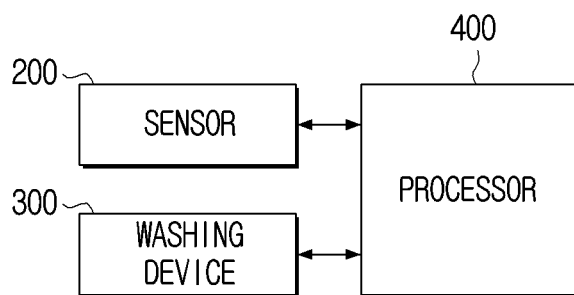 400
200
SENSOR
PROCESSOR
300
WASHING
DEVICE